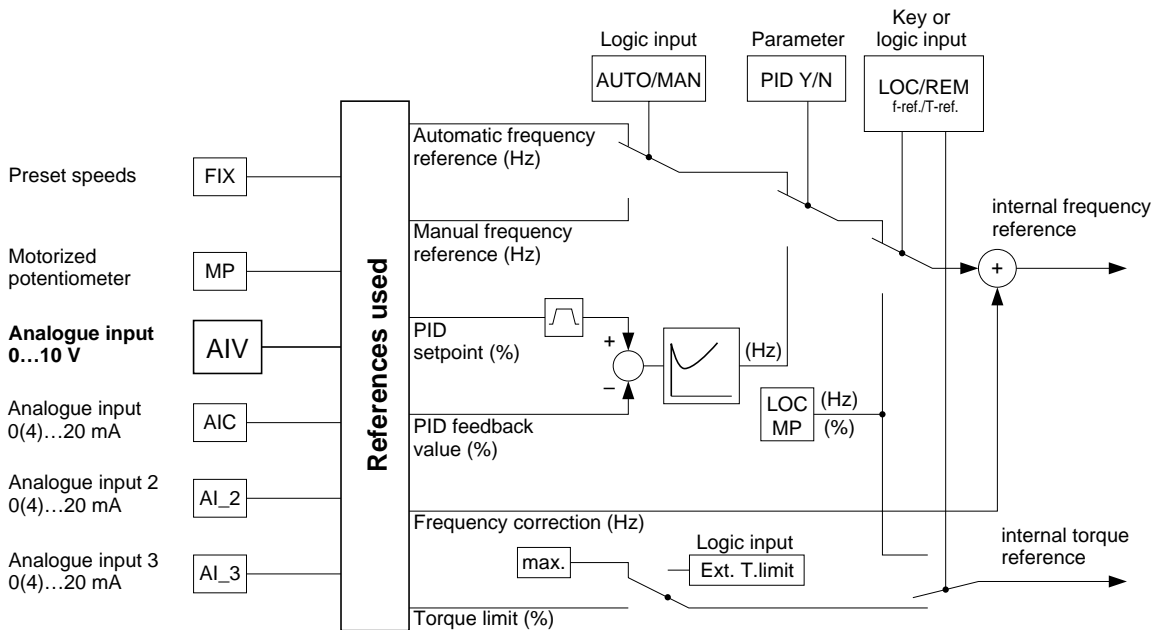 Logic input
AUTO/MAN
Parameter
PID Y/N
Key or
logic input
LOC/REM
f-ref./T-ref.
References used
Preset speeds
FIX
Motorized
potentiometer
MP
Analogue input
0…10 V
AIV
Analogue input
0(4)…20 mA
AIC
Analogue input 2
0(4)…20 mA
AI_2
Analogue input 3
0(4)…20 mA
AI_3
Automatic frequency
reference (Hz)
Manual frequency
reference (Hz)
PID
setpoint (%)
+
−
(Hz)
PID feedback
value (%)
LOC
MP
(Hz)
(%)
Frequency correction (Hz)
max.
Logic input
Ext. T.limit
Torque limit (%)
internal frequency
reference
+
internal torque
reference